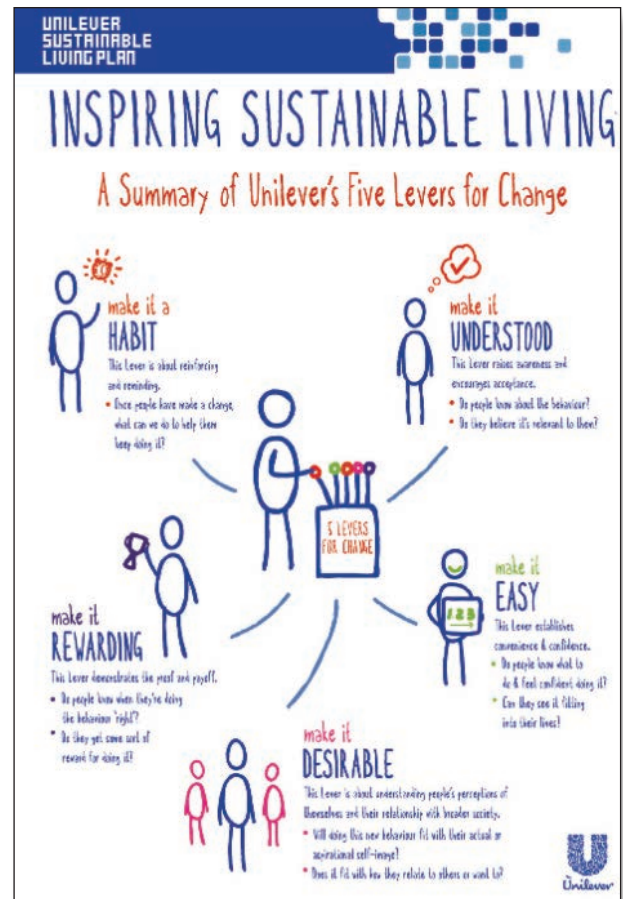 UNILEVER
SUSTAINABLE
LIVING PLAN
INSPIRING SUSTAINABLE LIVING
A Summary of Unilever's Five Levers for Change
make it a
HABIT
This Lever is about reinforcing
and reminding.
• Once people have made a change,
what can we do to help them
keep doing it?
make it
UNDERSTOOD
This Lever raises awareness and
encourages acceptance.
• Do people know about the behaviour?
• Do they believe it's relevant to them?
5 LEVERS
FOR CHANGE
make it
EASY
This Lever establishes
convenience & confidence.
• Do people know what to
do & feel confident doing it?
• Can they see it fitting
into their lives?
1 2 3
make it
REWARDING
This Lever demonstrates the proof and payoff.
• Do people know when they're doing
the behaviour 'right'?
• Do they get some sort of
reward for doing it?
make it
DESIRABLE
This Lever is about understanding people's perceptions of
themselves and their relationship with broader society.
• Will doing this new behaviour fit with their actual or
aspirational self-image?
• Does it fit with how they relate to others or want to?
Unilever